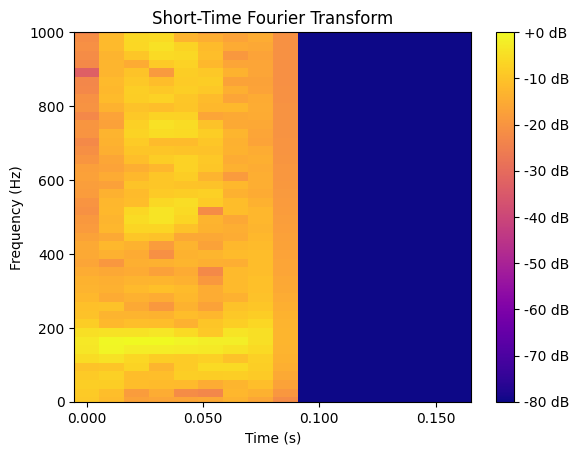 Short-Time Fourier Transform
Frequency (Hz)
1000
800
600
400
200
0
0.000
0.050
0.100
0.150
Time (s)
+0 dB
-10 dB
-20 dB
-30 dB
-40 dB
-50 dB
-60 dB
-70 dB
-80 dB